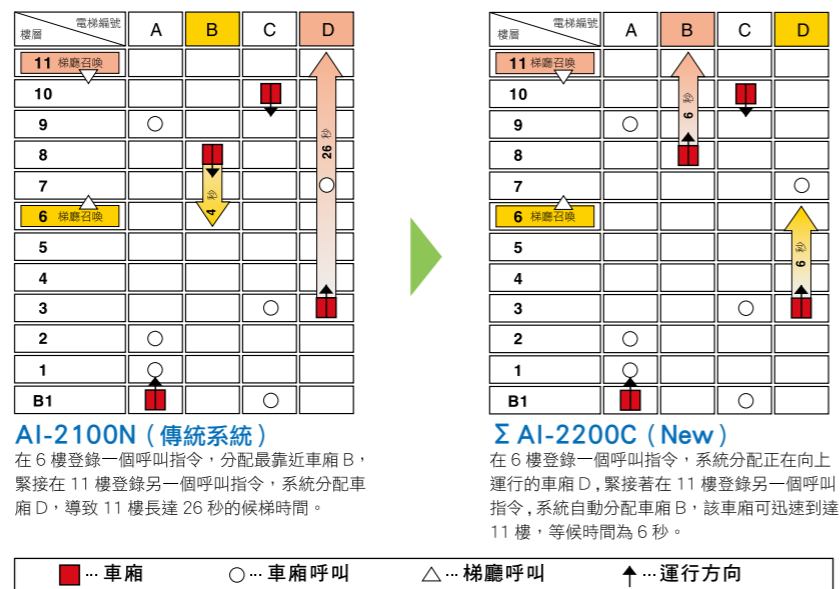 電梯編號
樓層
A B C D
11 梯廳召喚
10
9
8
7
6 梯廳召喚
5
4
3
2
1
B1
26 秒
4 秒
AI-2100N（傳統系統）
在 6 樓登錄一個呼叫指令，分配最靠近車廂 B，
緊接在 11 樓登錄另一個呼叫指令，系統分配車
廂 D，導致 11 樓長達 26 秒的候梯時間。
電梯編號
樓層
A B C D
11 梯廳召喚
10
9
8
7
6 梯廳召喚
5
4
3
2
1
B1
6 秒
6 秒
Σ AI-2200C（New）
在 6 樓登錄一個呼叫指令，系統分配正在向上
運行的車廂 D，緊接著在 11 樓登錄另一個呼叫
指令，系統自動分配車廂 B，該車廂可迅速到達
11 樓，等候時間為 6 秒。
… 車廂 … 車廂呼叫 … 梯廳呼叫 … 運行方向